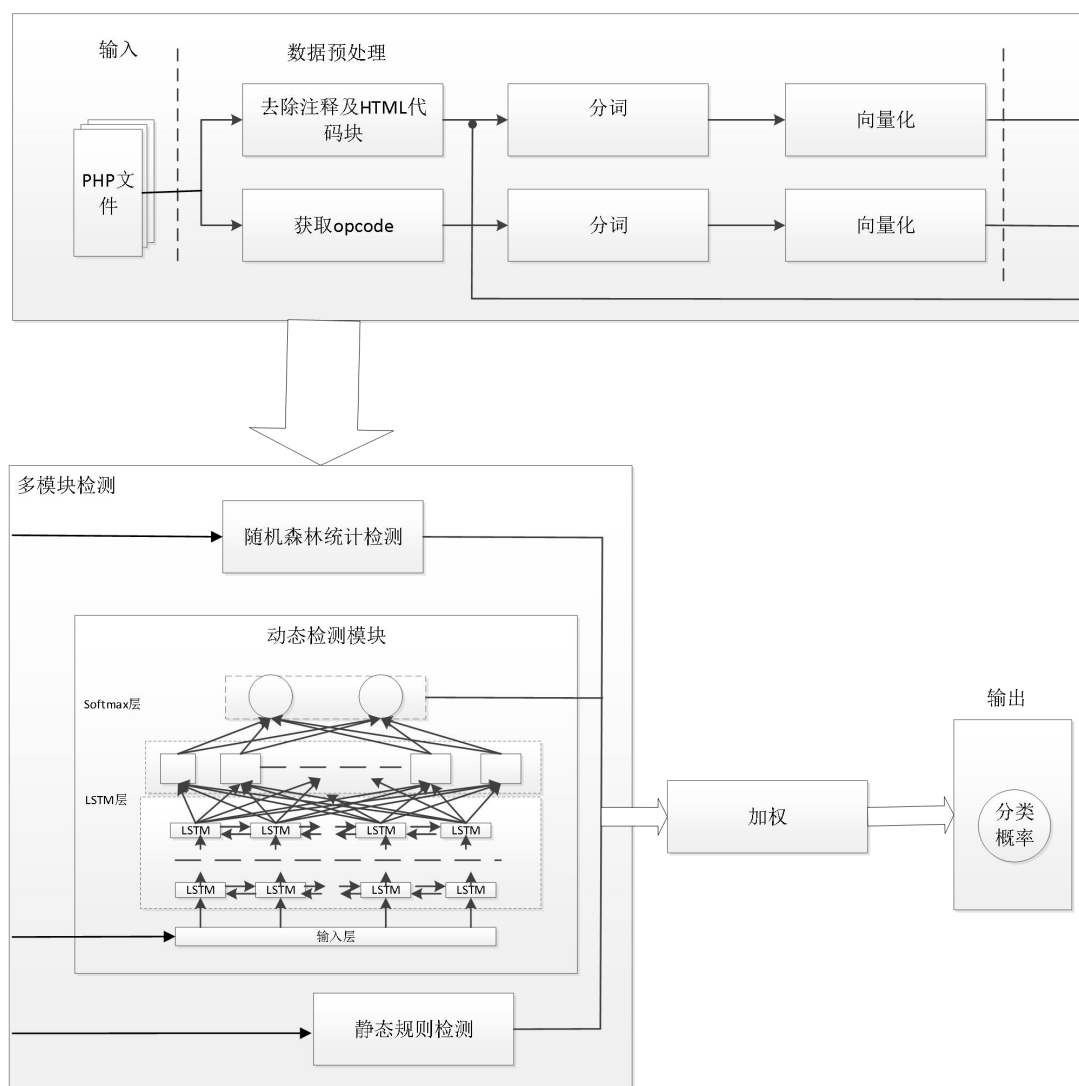 输入
数据预处理
去除注释及HTML代
码块
分词
向量化
PHP文
件
获取opcode
分词
向量化
多模块检测
随机森林统计检测
动态检测模块
Softmax层
LSTM层
LSTM
LSTM
LSTM
LSTM
LSTM
LSTM
LSTM
LSTM
输入层
静态规则检测
加权
输出
分类
概率